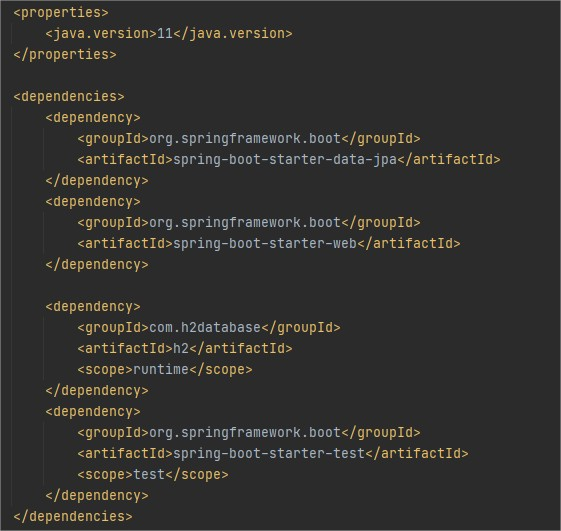 <properties>
    <java.version>11</java.version>
</properties>

<dependencies>
    <dependency>
        <groupId>org.springframework.boot</groupId>
        <artifactId>spring-boot-starter-data-jpa</artifactId>
    </dependency>
    <dependency>
        <groupId>org.springframework.boot</groupId>
        <artifactId>spring-boot-starter-web</artifactId>
    </dependency>

    <dependency>
        <groupId>com.h2database</groupId>
        <artifactId>h2</artifactId>
        <scope>runtime</scope>
    </dependency>
    <dependency>
        <groupId>org.springframework.boot</groupId>
        <artifactId>spring-boot-starter-test</artifactId>
        <scope>test</scope>
    </dependency>
</dependencies>